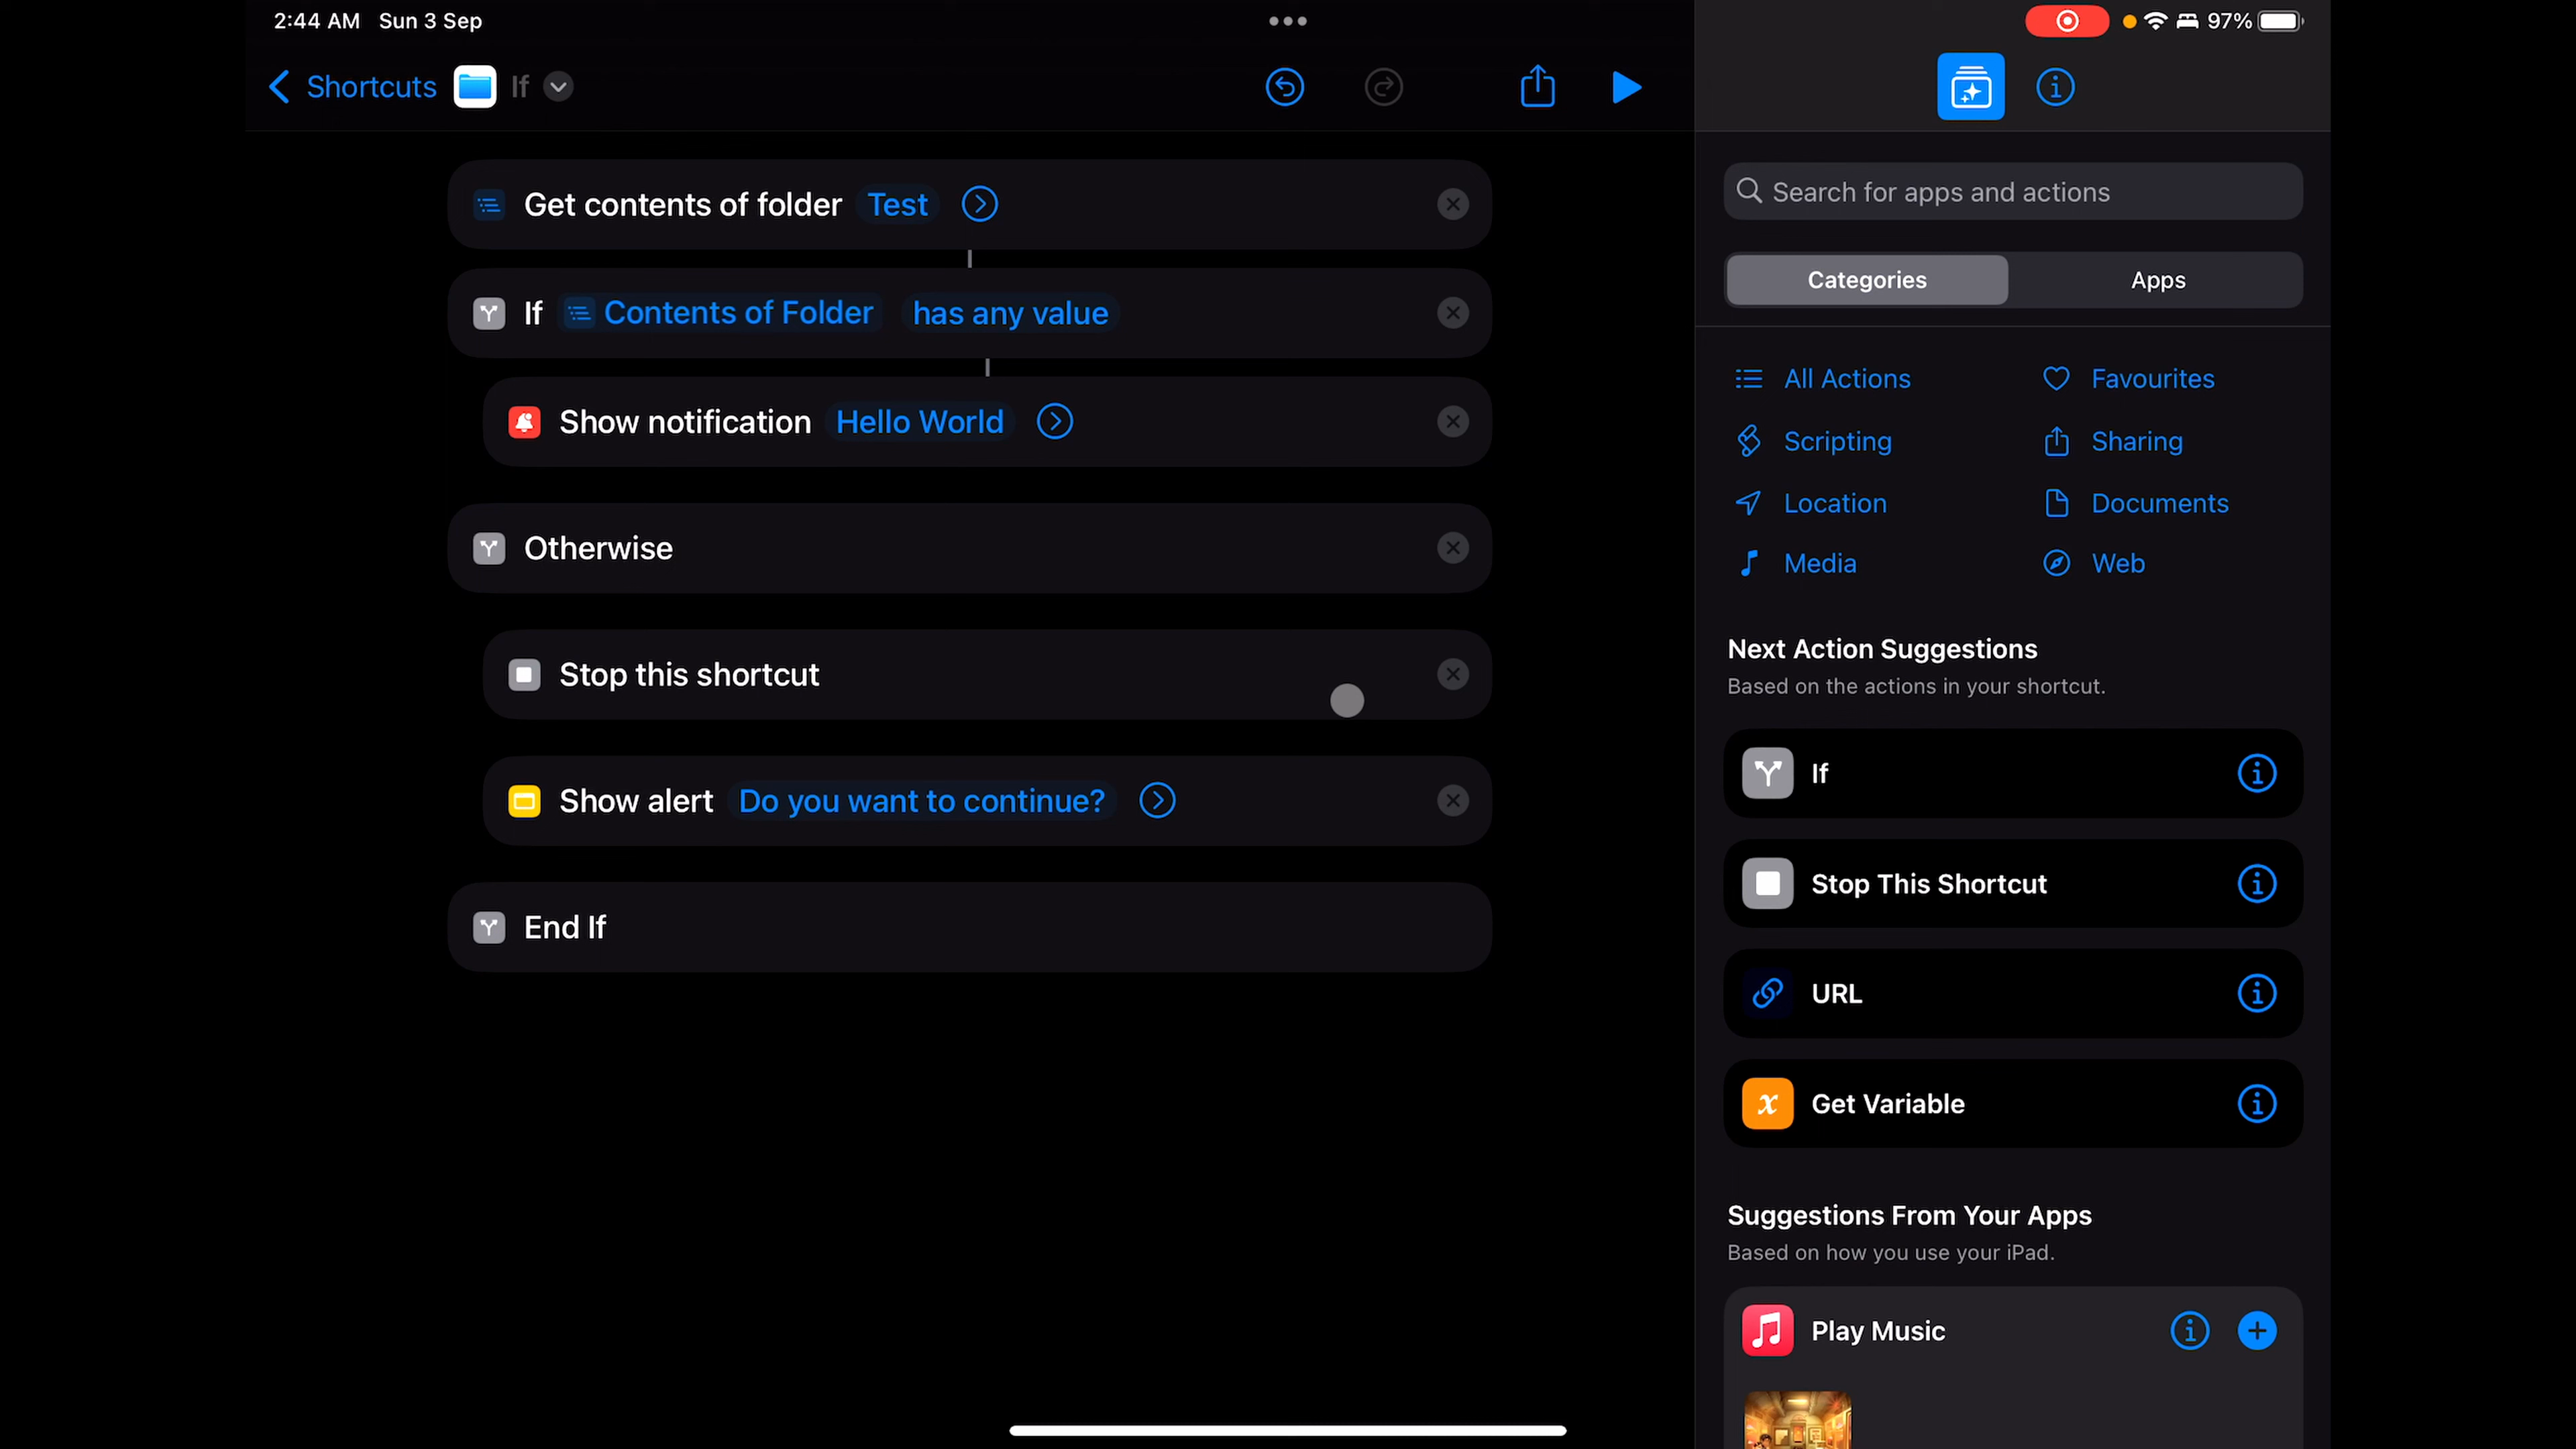 2:44 AM Sun 3 Sep
97%
Shortcuts If
Get contents of folder Test
If Contents of Folder has any value
Show notification Hello World
Otherwise
Stop this shortcut
Show alert Do you want to continue?
End If
Search for apps and actions
Categories Apps
All Actions Favourites
Scripting Sharing
Location Documents
Media Web
Next Action Suggestions
Based on the actions in your shortcut.
If
Stop This Shortcut
URL
Get Variable
Suggestions From Your Apps
Based on how you use your iPad.
Play Music